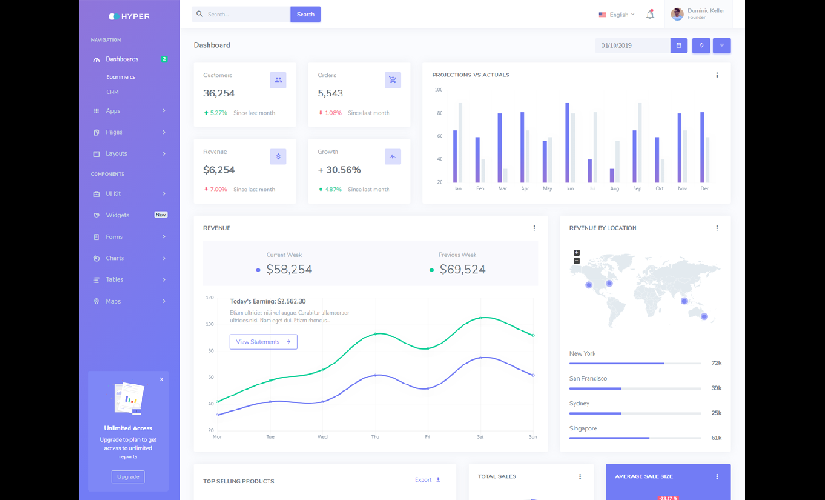 HYPER
Search...
Search
English
Dominic Keller
Founder
NAVIGATION
Dashboards
2
Ecommerce
CRM
Apps
Pages
Layouts
COMPONENTS
UI Kit
Widgets
New
Forms
Charts
Tables
Maps
Unlimited Access
Upgrade to plan to get
access to unlimited
reports
Upgrade
Dashboard
Customers
36,254
5.27% Since last month
Orders
5,543
1.08% Since last month
Revenue
$6,254
7.00% Since last month
Growth
+ 30.56%
4.87% Since last month
PROJECTIONS VS ACTUALS
100
80
60
40
20
Jan Feb Mar Apr May Jun Jul Aug Sep Oct Nov Dec
REVENUE
Current Week
$58,254
Previous Week
$69,524
Today's Earning: $2,562.30
View Statements
Mon Tue Wed Thu Fri Sat Sun
REVENUE BY LOCATION
+
−
New York
72k
San Francisco
39k
Sydney
25k
Singapore
61k
TOP SELLING PRODUCTS
Export
TOTAL SALES
AVERAGE SALE SIZE